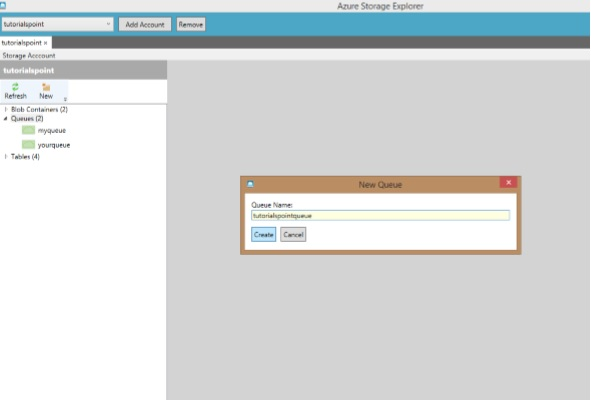 Azure Storage Explorer
tutorialspoint
Add Account
Remove
tutorialspoint ×
Storage Acccount
tutorialspoint
Refresh
New
Blob Containers (2)
Queues (2)
myqueue
yourqueue
Tables (4)
New Queue
Queue Name:
tutorialspointqueue
Create
Cancel